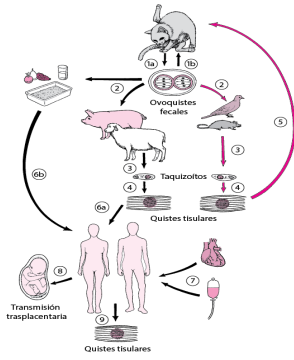 1a
1b
2
2
Ovoquistes
fecales
5
3
3
Taquizoítos
4
4
6b
6a
Quistes tisulares
8
7
Transmisión
trasplacentaria
9
Quistes tisulares